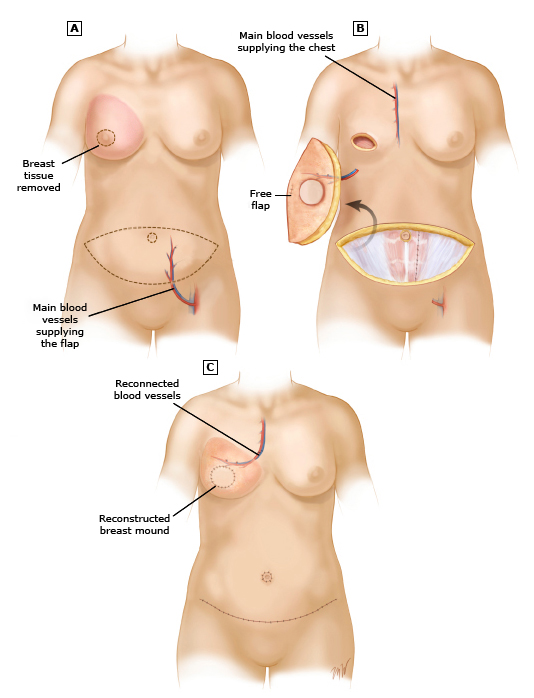 A
Breast
tissue
removed
Main blood
vessels
supplying
the flap
B
Main blood vessels
supplying the chest
Free
flap
C
Reconnected
blood vessels
Reconstructed
breast mound